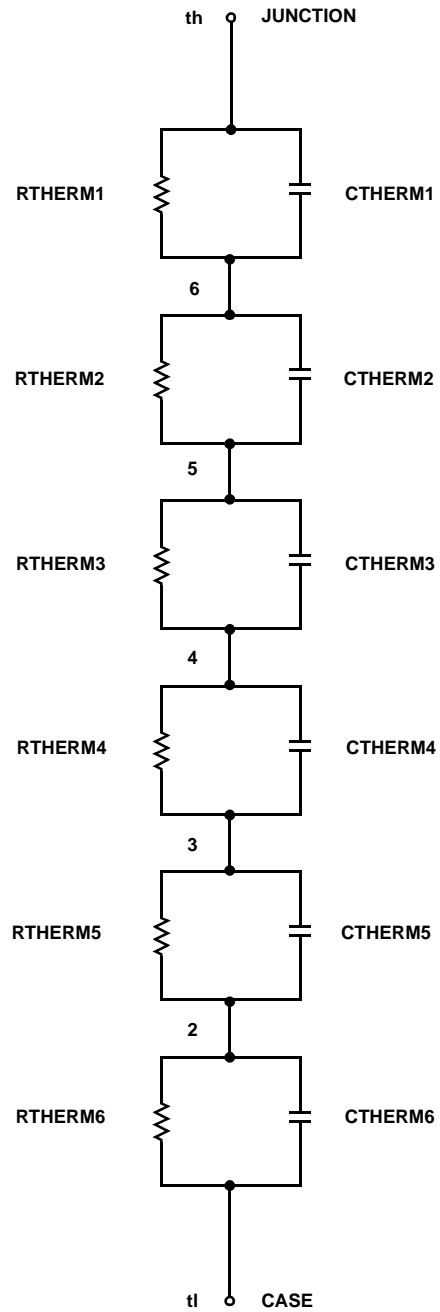 th JUNCTION
RTHERM1 CTHERM1
6
RTHERM2 CTHERM2
5
RTHERM3 CTHERM3
4
RTHERM4 CTHERM4
3
RTHERM5 CTHERM5
2
RTHERM6 CTHERM6
tl CASE